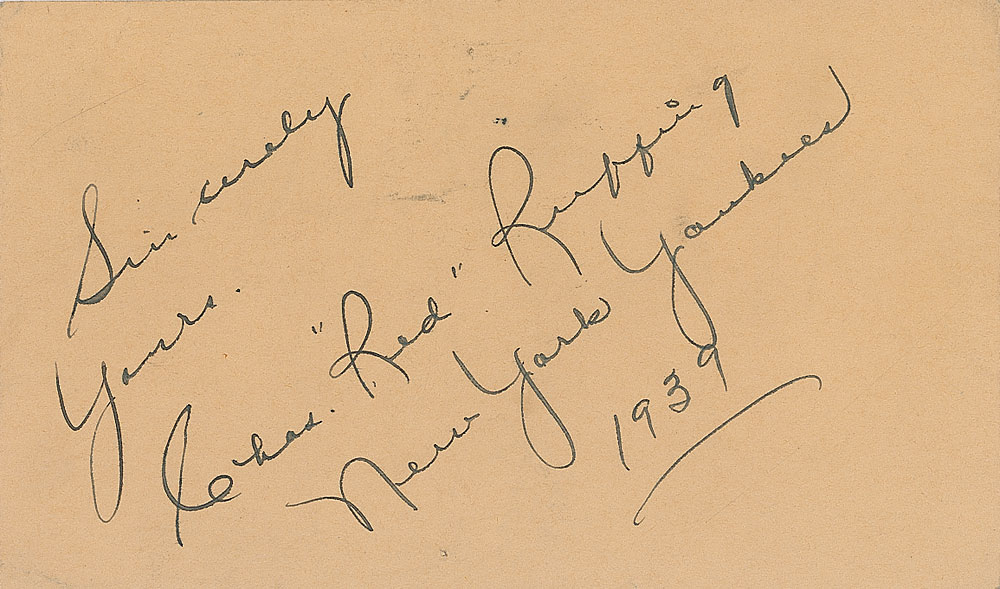 Sincerely
Yours.
Chas. "Red" Ruffing
New York Yankees
1939